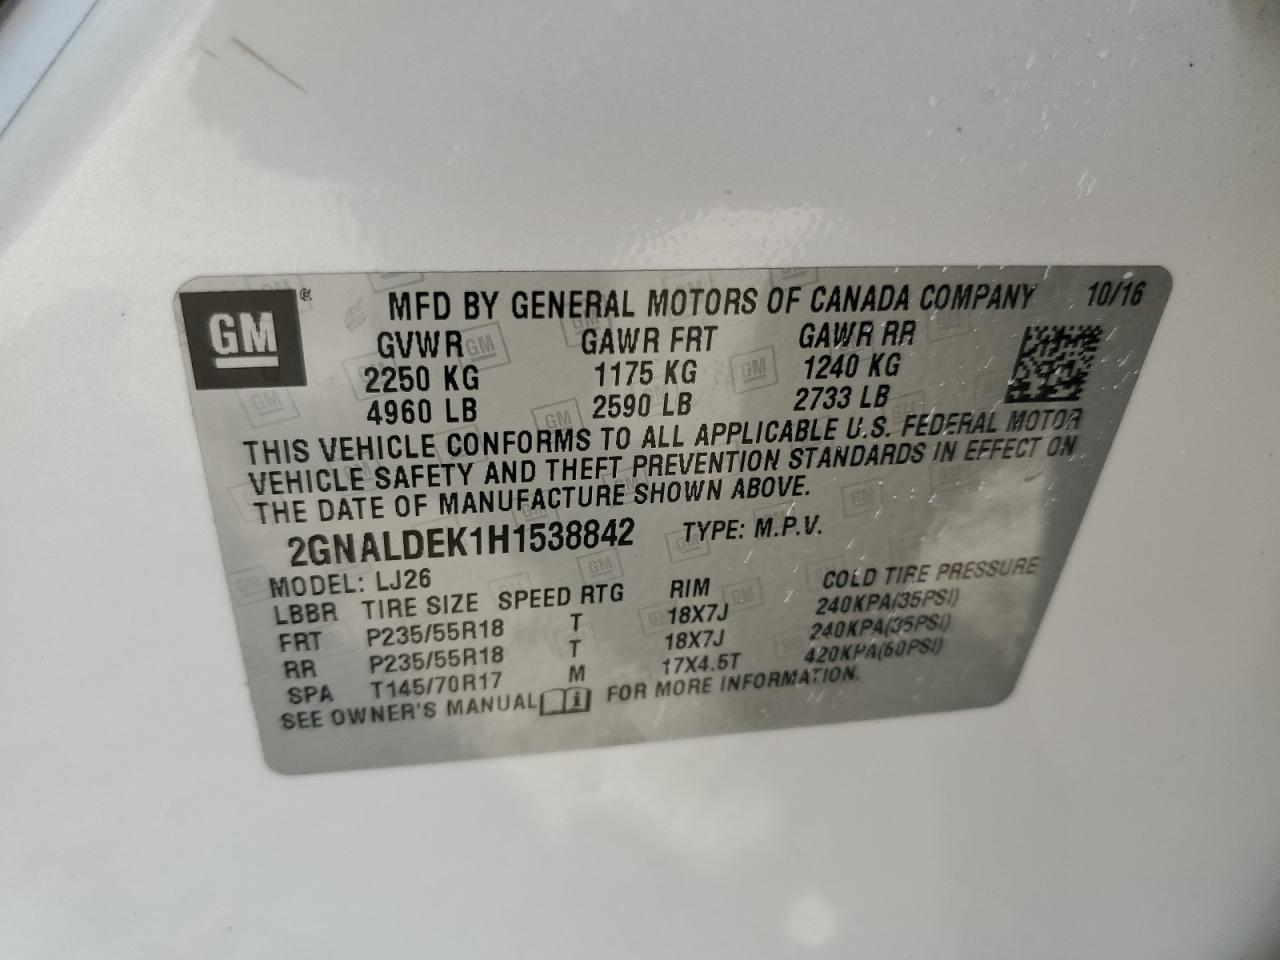 GM ® MFD BY GENERAL MOTORS OF CANADA COMPANY 10/16
GVWR GAWR FRT GAWR RR
2250 KG 1175 KG 1240 KG
4960 LB 2590 LB 2733 LB
THIS VEHICLE CONFORMS TO ALL APPLICABLE U.S. FEDERAL MOTOR
VEHICLE SAFETY AND THEFT PREVENTION STANDARDS IN EFFECT ON
THE DATE OF MANUFACTURE SHOWN ABOVE.
2GNALDEK1H1538842 TYPE: M.P.V.
MODEL: LJ26
LBBR TIRE SIZE SPEED RTG RIM COLD TIRE PRESSURE
FRT P235/55R18 T 18X7J 240KPA(35PSI)
RR P235/55R18 T 18X7J 240KPA(35PSI)
SPA T145/70R17 M 17X4.5T 420KPA(60PSI)
SEE OWNER'S MANUAL i FOR MORE INFORMATION.